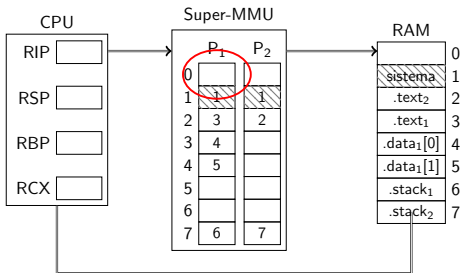 CPU
RIP
RSP
RBP
RCX
Super-MMU
P1 P2
0
1 1 1
2 3 2
3 4
4 5
5
6
7 6 7
RAM
0
sistema 1
.text2 2
.text1 3
.data1[0] 4
.data1[1] 5
.stack1 6
.stack2 7